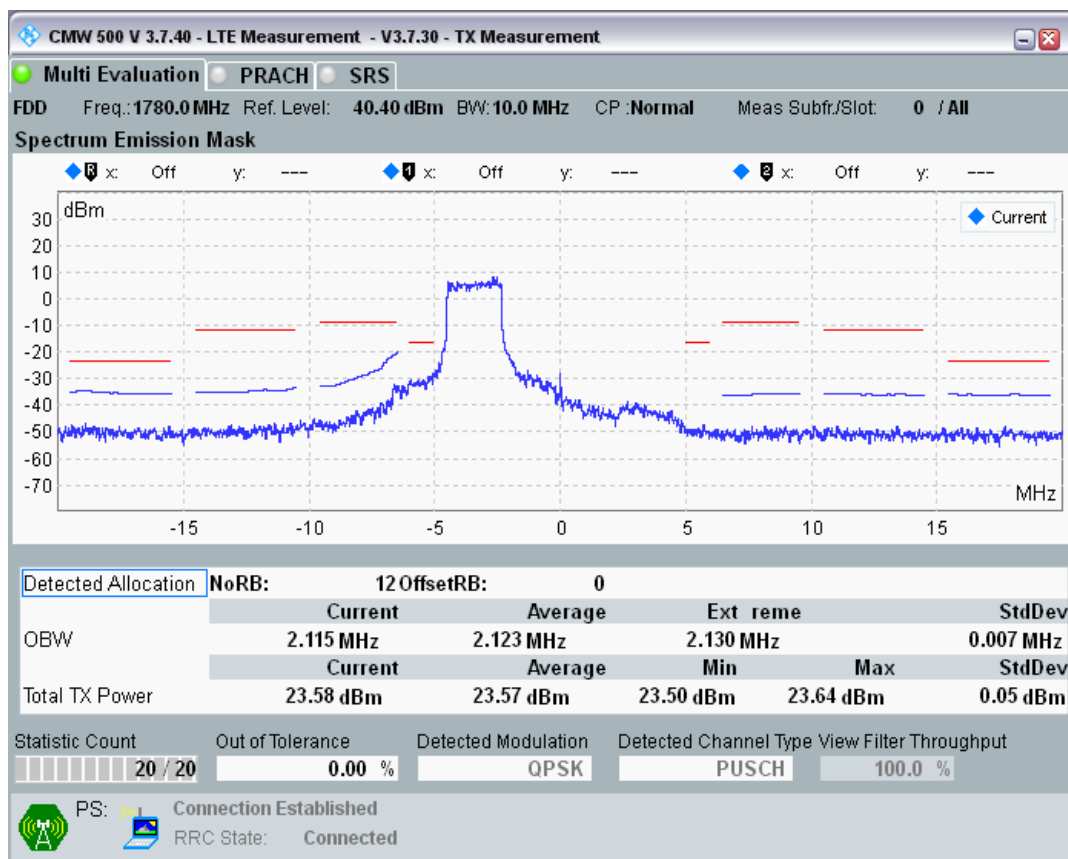 CMW 500 V 3.7.40 - LTE Measurement - V3.7.30 - TX Measurement
Multi Evaluation PRACH SRS
FDD Freq.: 1780.0 MHz Ref. Level: 40.40 dBm BW: 10.0 MHz CP :Normal Meas Subfr./Slot: 0 / All
Spectrum Emission Mask
R x: Off y: --- 1 x: Off y: --- 2 x: Off y: ---
dBm
Current
30
20
10
0
-10
-20
-30
-40
-50
-60
-70
MHz
-15 -10 -5 0 5 10 15
Detected Allocation NoRB: 12 OffsetRB: 0
Current Average Ext reme StdDev
OBW 2.115 MHz 2.123 MHz 2.130 MHz 0.007 MHz
Current Average Min Max StdDev
Total TX Power 23.58 dBm 23.57 dBm 23.50 dBm 23.64 dBm 0.05 dBm
Statistic Count Out of Tolerance Detected Modulation Detected Channel Type View Filter Throughput
20 / 20 0.00 % QPSK PUSCH 100.0 %
PS: Connection Established
RRC State: Connected